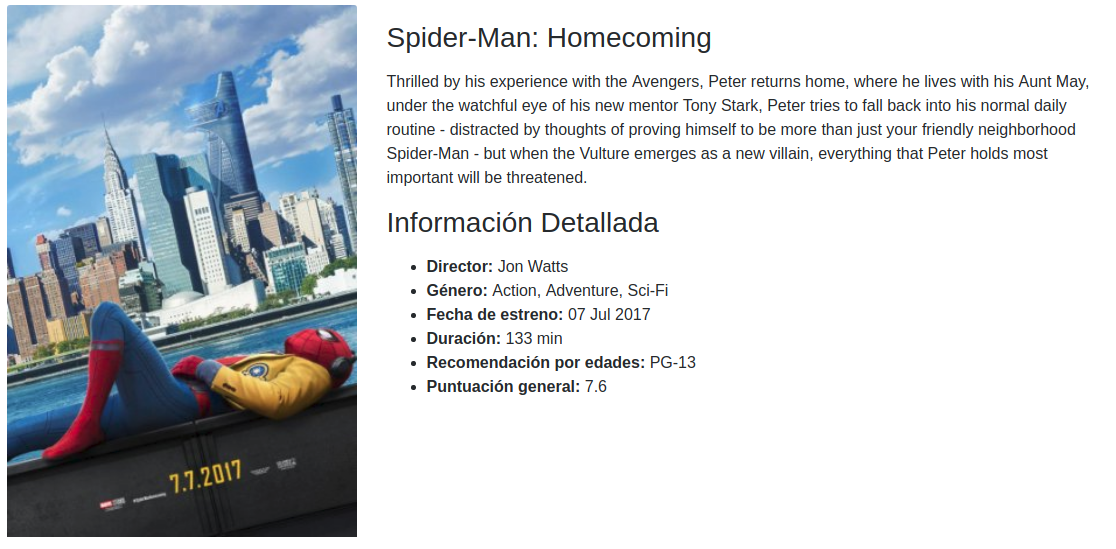 Spider-Man: Homecoming
Thrilled by his experience with the Avengers, Peter returns home, where he lives with his Aunt May,
under the watchful eye of his new mentor Tony Stark, Peter tries to fall back into his normal daily
routine - distracted by thoughts of proving himself to be more than just your friendly neighborhood
Spider-Man - but when the Vulture emerges as a new villain, everything that Peter holds most
important will be threatened.
Información Detallada
Director: Jon Watts
Género: Action, Adventure, Sci-Fi
Fecha de estreno: 07 Jul 2017
Duración: 133 min
Recomendación por edades: PG-13
Puntuación general: 7.6
7.7.2017